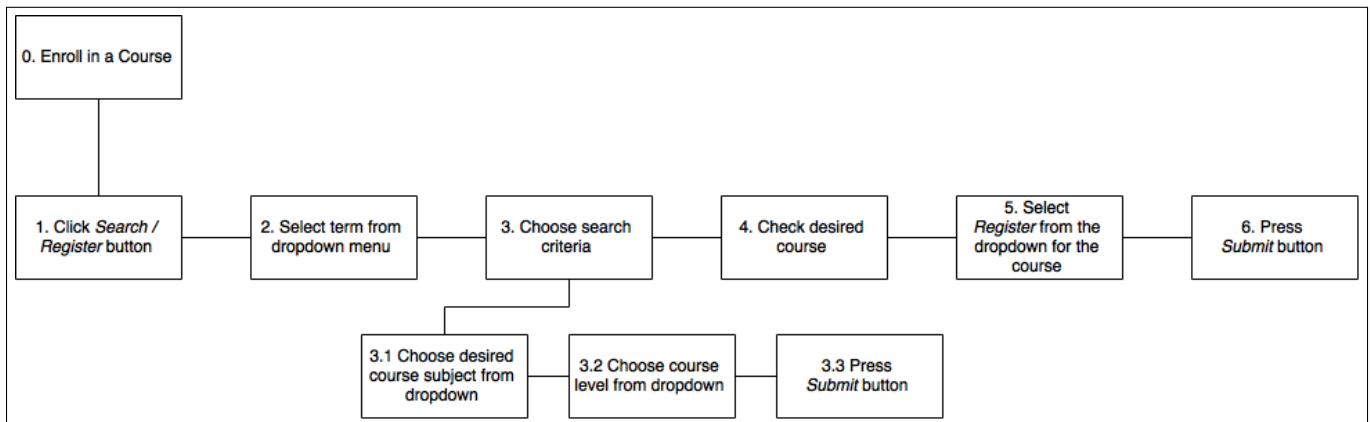 0. Enroll in a Course
1. Click Search /
Register button
2. Select term from
dropdown menu
3. Choose search
criteria
4. Check desired
course
5. Select
Register from the
dropdown for the
course
6. Press
Submit button
3.1 Choose desired
course subject from
dropdown
3.2 Choose course
level from dropdown
3.3 Press
Submit button